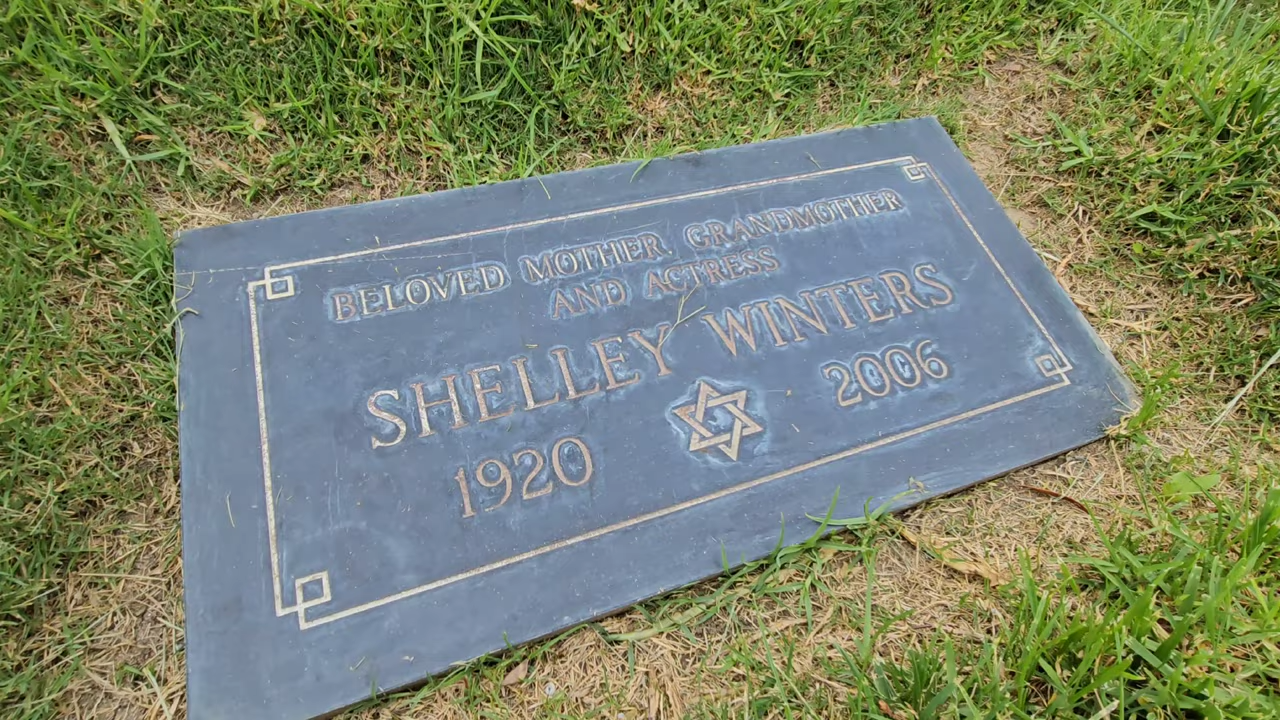 BELOVED MOTHER, GRANDMOTHER
AND ACTRESS
SHELLEY WINTERS
1920 2006